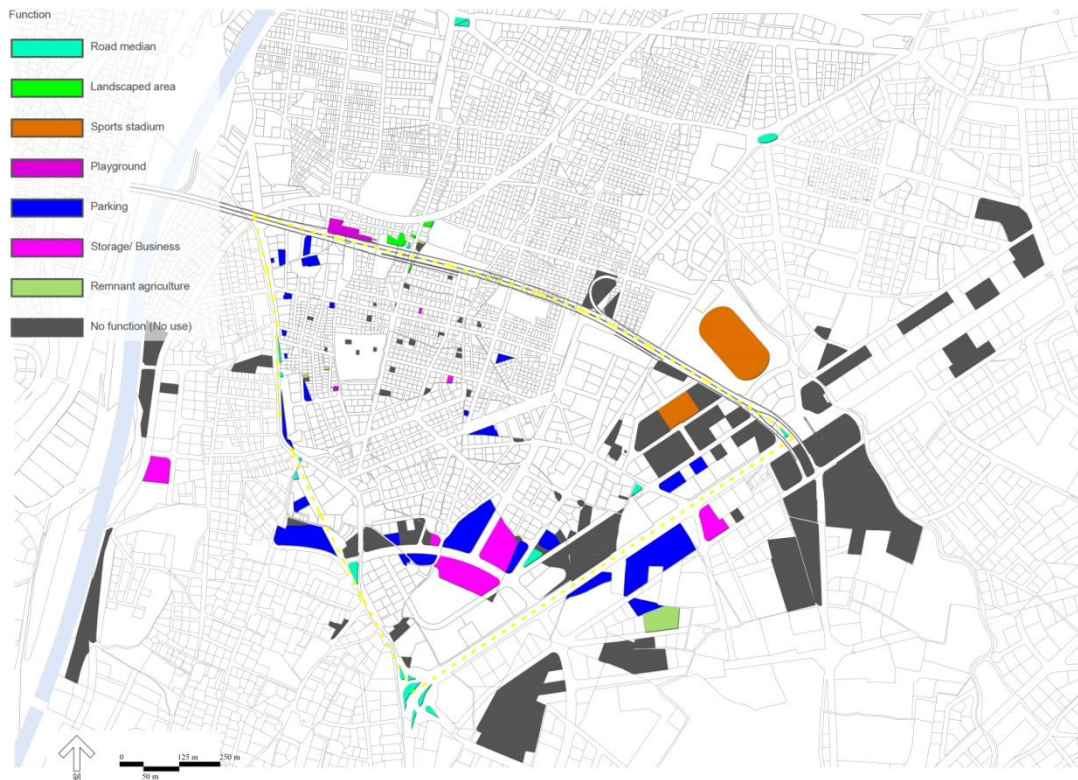 Function
Road median
Landscaped area
Sports stadium
Playground
Parking
Storage/ Business
Remnant agriculture
No function (No use)
0 125 m 250 m
50 m